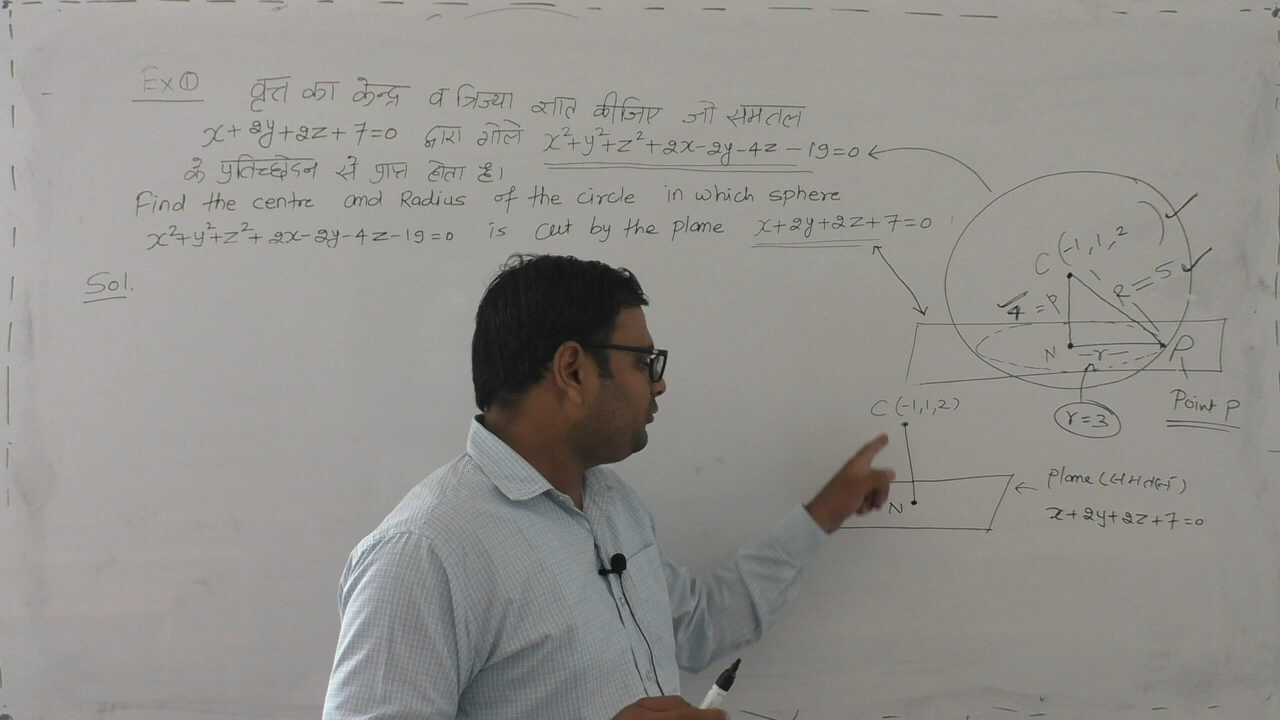 Ex①
वृत्त का केन्द्र व त्रिज्या ज्ञात कीजिए जो समतल
x+2y+2z+7=0 द्वारा गोले x²+y²+z²+2x-2y-4z-19=0
के प्रतिच्छेदन से प्राप्त होता है।
Find the centre and Radius of the circle in which sphere
x²+y²+z²+2x-2y-4z-19=0 is cut by the plane x+2y+2z+7=0
Sol.
C (-1,1,2
R=5
4=P
N r P
r=3
Point P
C (-1,1,2)
N
plane (समतल)
x+2y+2z+7=0